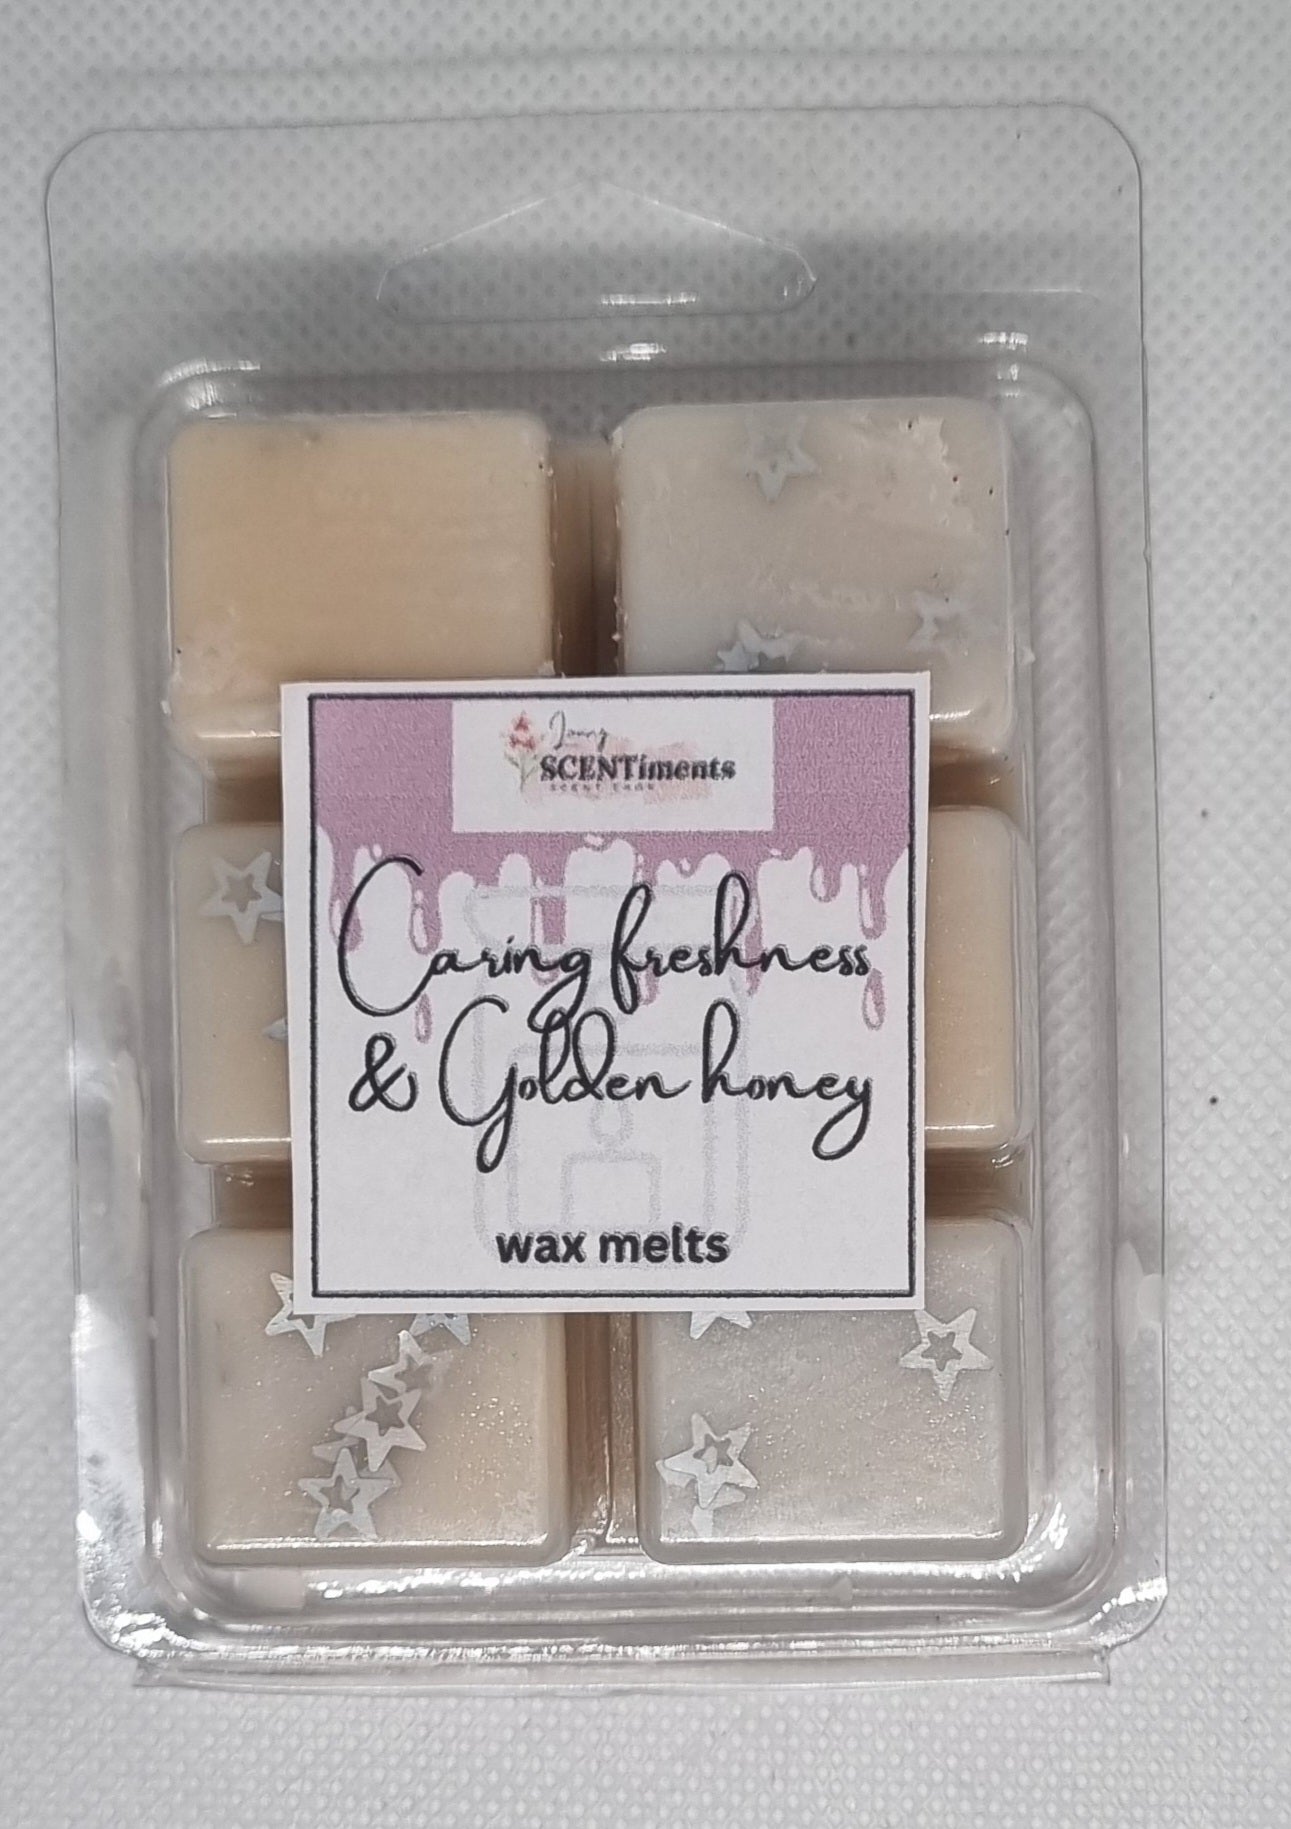 SCENTiments
Caring freshness
& Golden honey
wax melts